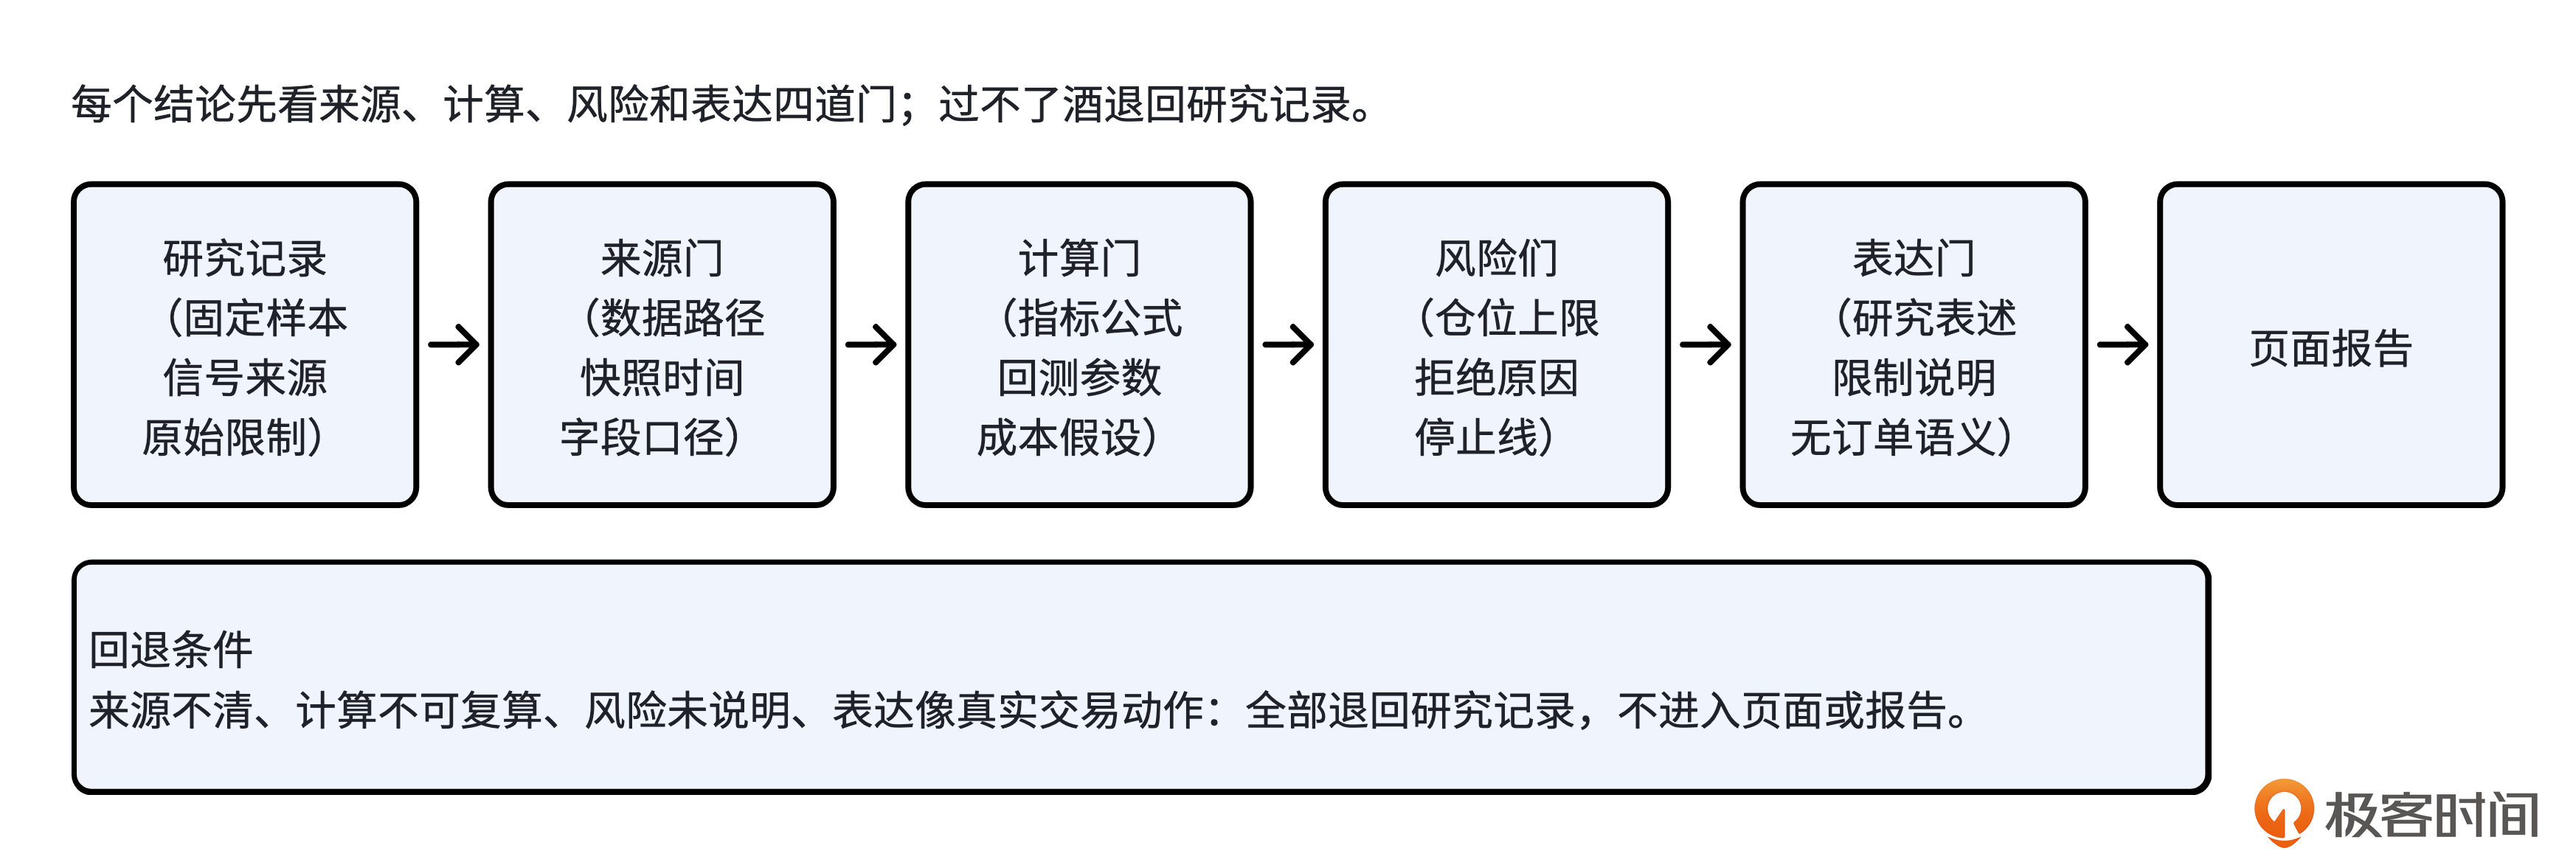 每个结论先看来源、计算、风险和表达四道门；过不了酒退回研究记录。
研究记录
（固定样本
信号来源
原始限制）
来源门
（数据路径
快照时间
字段口径）
计算门
（指标公式
回测参数
成本假设）
风险们
（仓位上限
拒绝原因
停止线）
表达门
（研究表述
限制说明
无订单语义）
页面报告
回退条件
来源不清、计算不可复算、风险未说明、表达像真实交易动作：全部退回研究记录，不进入页面或报告。
极客时间